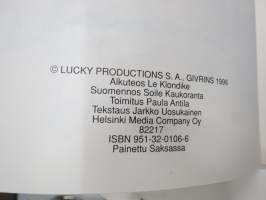 © LUCKY PRODUCTIONS S. A., GIVRINS 1996
Alkuteos Le Klondike
Suomennos Soile Kaukoranta
Toimitus Paula Antila
Tekstaus Jarkko Uosukainen
Helsinki Media Company Oy
82217
ISBN 951-32-0106-6
Painettu Saksassa